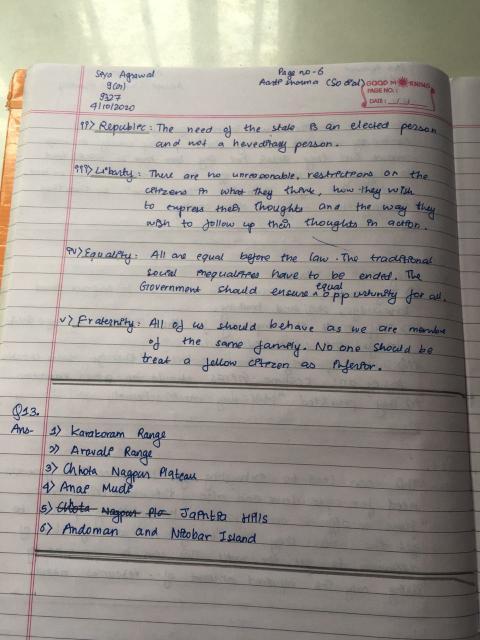 Siya Agrawal
Page no-6
9(n)
Aarti sharma (Social)
GOOD MORNING
9327
PAGE NO.:
4/10/2020
DATE: / /
ii) Republic: The need of the state is an elected person
and not a heveditary person.
iii) Liberty: There are no unreasonable, restrictions on the
citizens in what they think, how they wish
to express their thoughts and the way they
wish to follow up their thoughts in action.
iv) Equality: All are equal before the law. The traditional
social inequalities have to be ended. The
Government should ensure equal oppurtunity for all.
v) Fraternity: All of us should behave as we are members
of the same family. No one should be
treat a fellow citizen as inferior.
Q13.
Ans- 1) Karakoram Range
2) Aravali Range
3) Chhota Nagpur Plateau
4) Anai Mudi
5) Chhota Nagpur Pla Jaintia Hills
6) Andoman and Nicobar Island